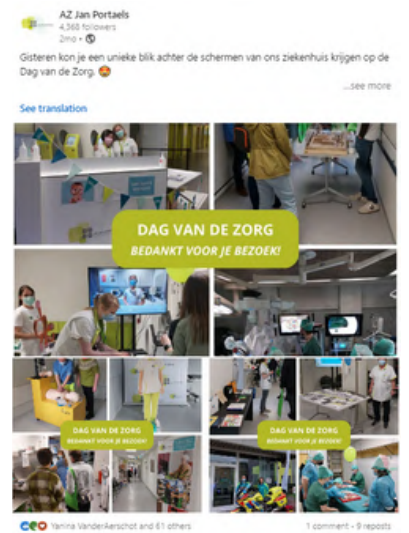 AZ Jan Portaels
4,368 followers
2mo •
Gisteren kon je een unieke blik achter de schermen van ons ziekenhuis krijgen op de
Dag van de Zorg.
...see more
See translation
DAG VAN DE ZORG
BEDANKT VOOR JE BEZOEK!
DAG VAN DE ZORG
BEDANKT VOOR JE BEZOEK!
DAG VAN DE ZORG
BEDANKT VOOR JE BEZOEK!
Yanina VanderAerschot and 61 others
1 comment • 9 reposts